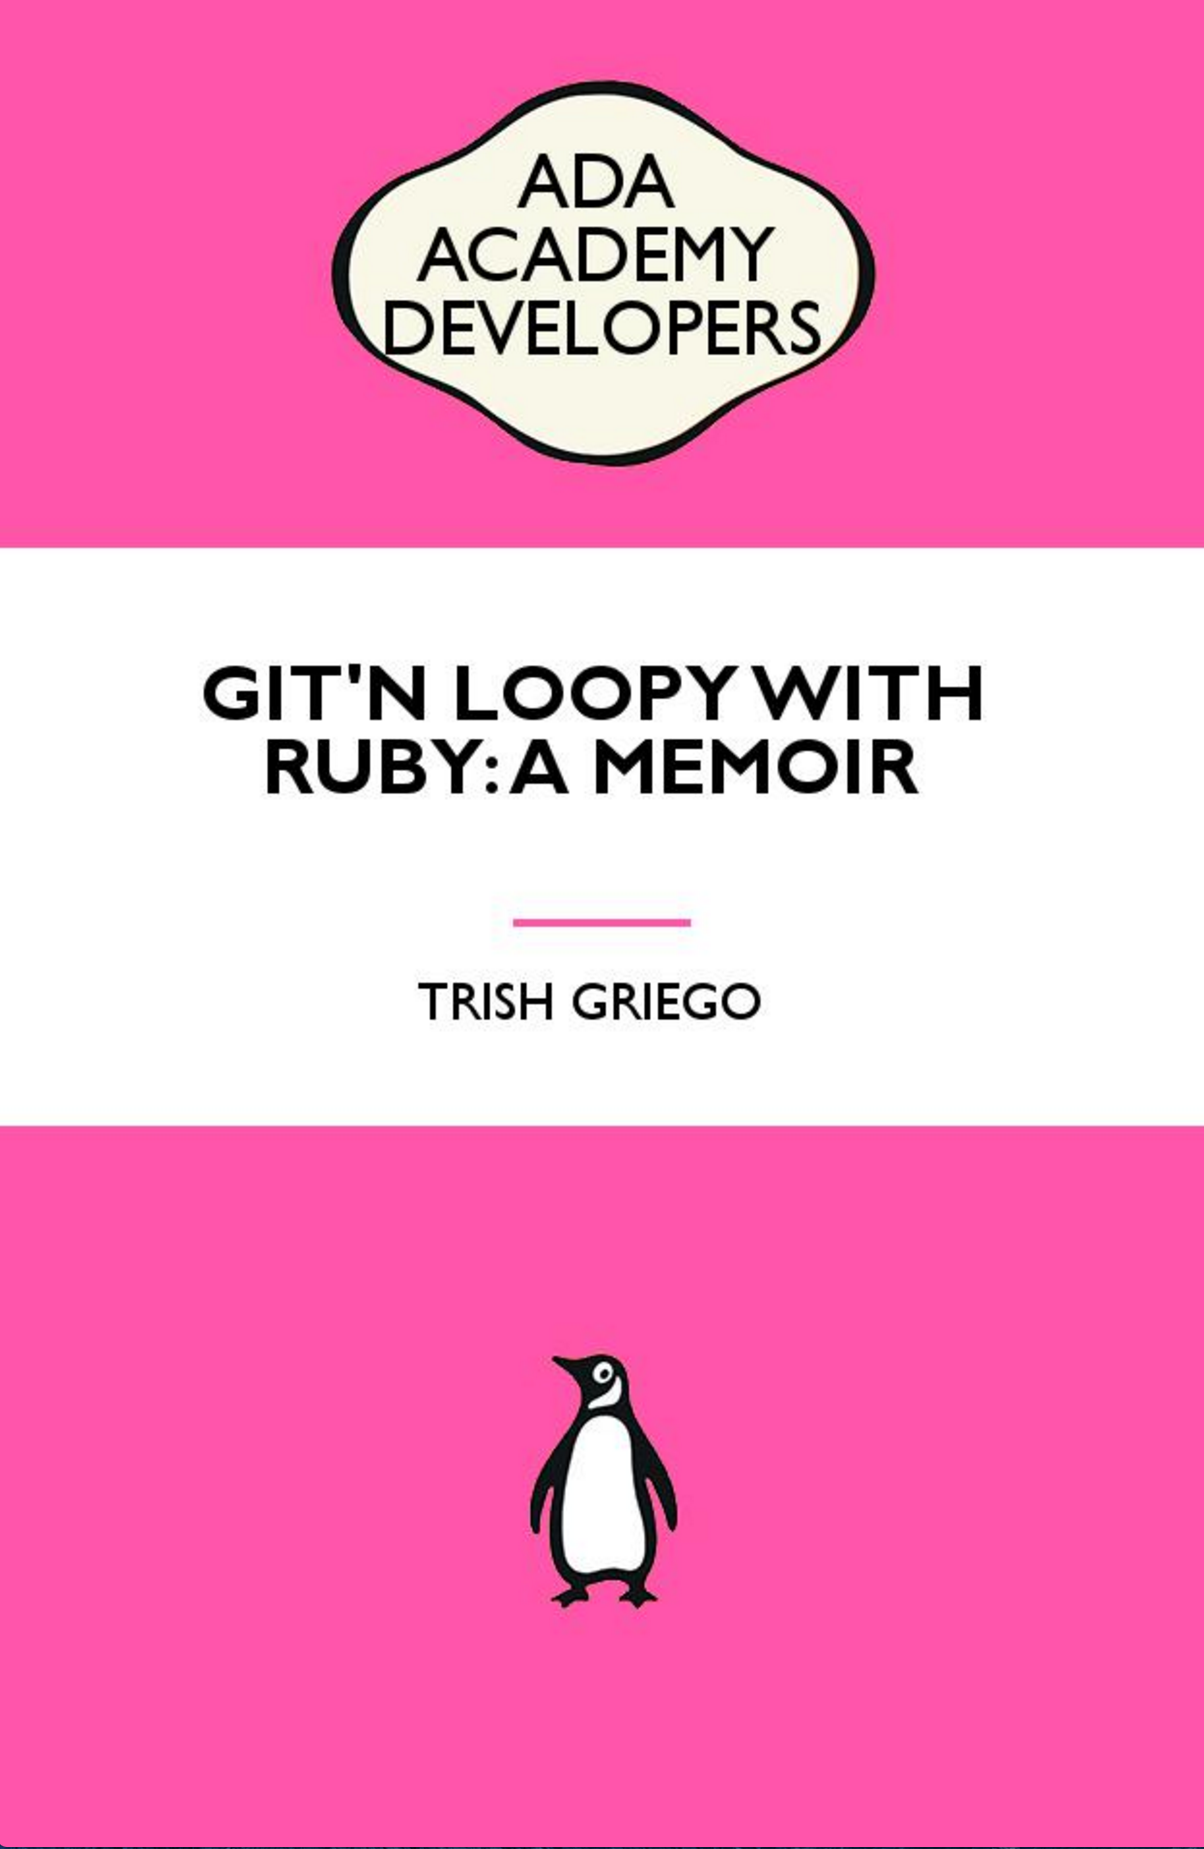 ADA
ACADEMY
DEVELOPERS
GIT'N LOOPY WITH
RUBY: A MEMOIR
TRISH GRIEGO